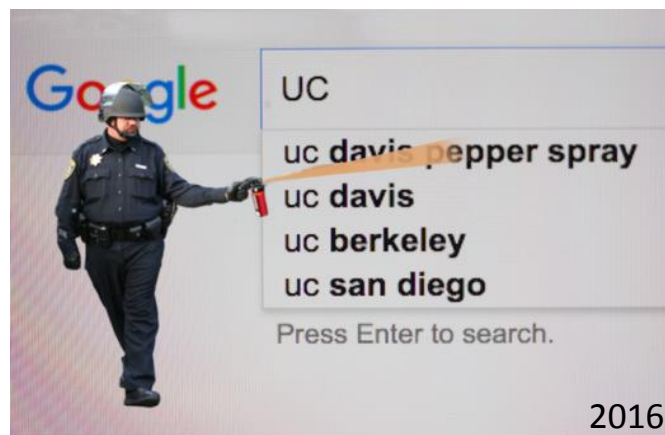 Google
UC
uc davis pepper spray
uc davis
uc berkeley
uc san diego
Press Enter to search.
2016